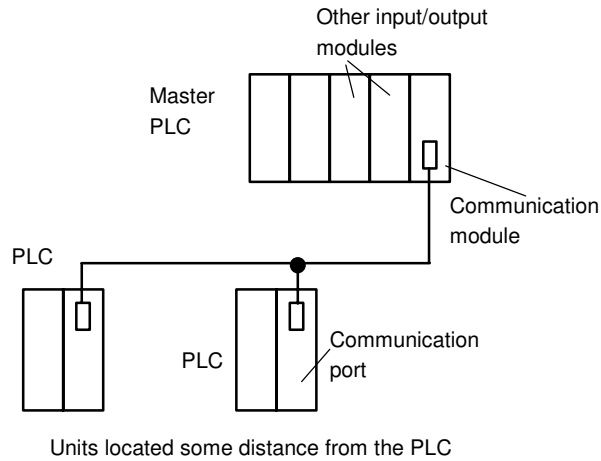 Other input/output
modules
Master
PLC
Communication
module
PLC
PLC
Communication
port
Units located some distance from the PLC